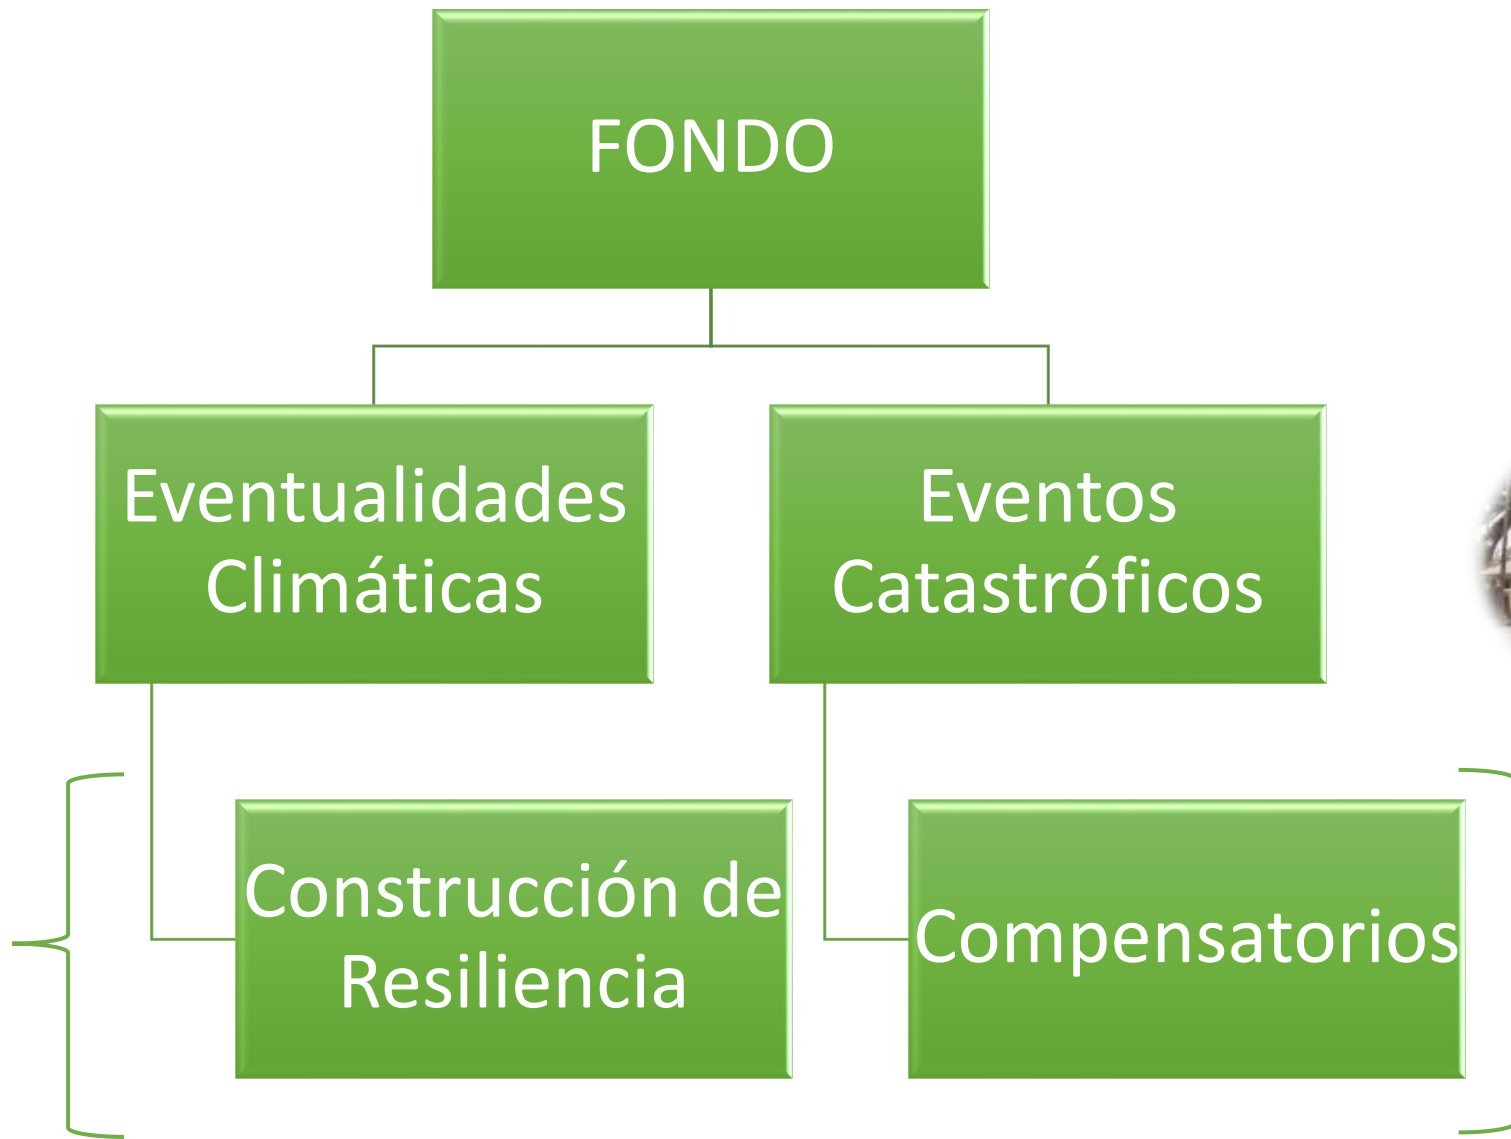 FONDO
Eventualidades
Climáticas
Eventos
Catastróficos
Construcción de
Resiliencia
Compensatorios